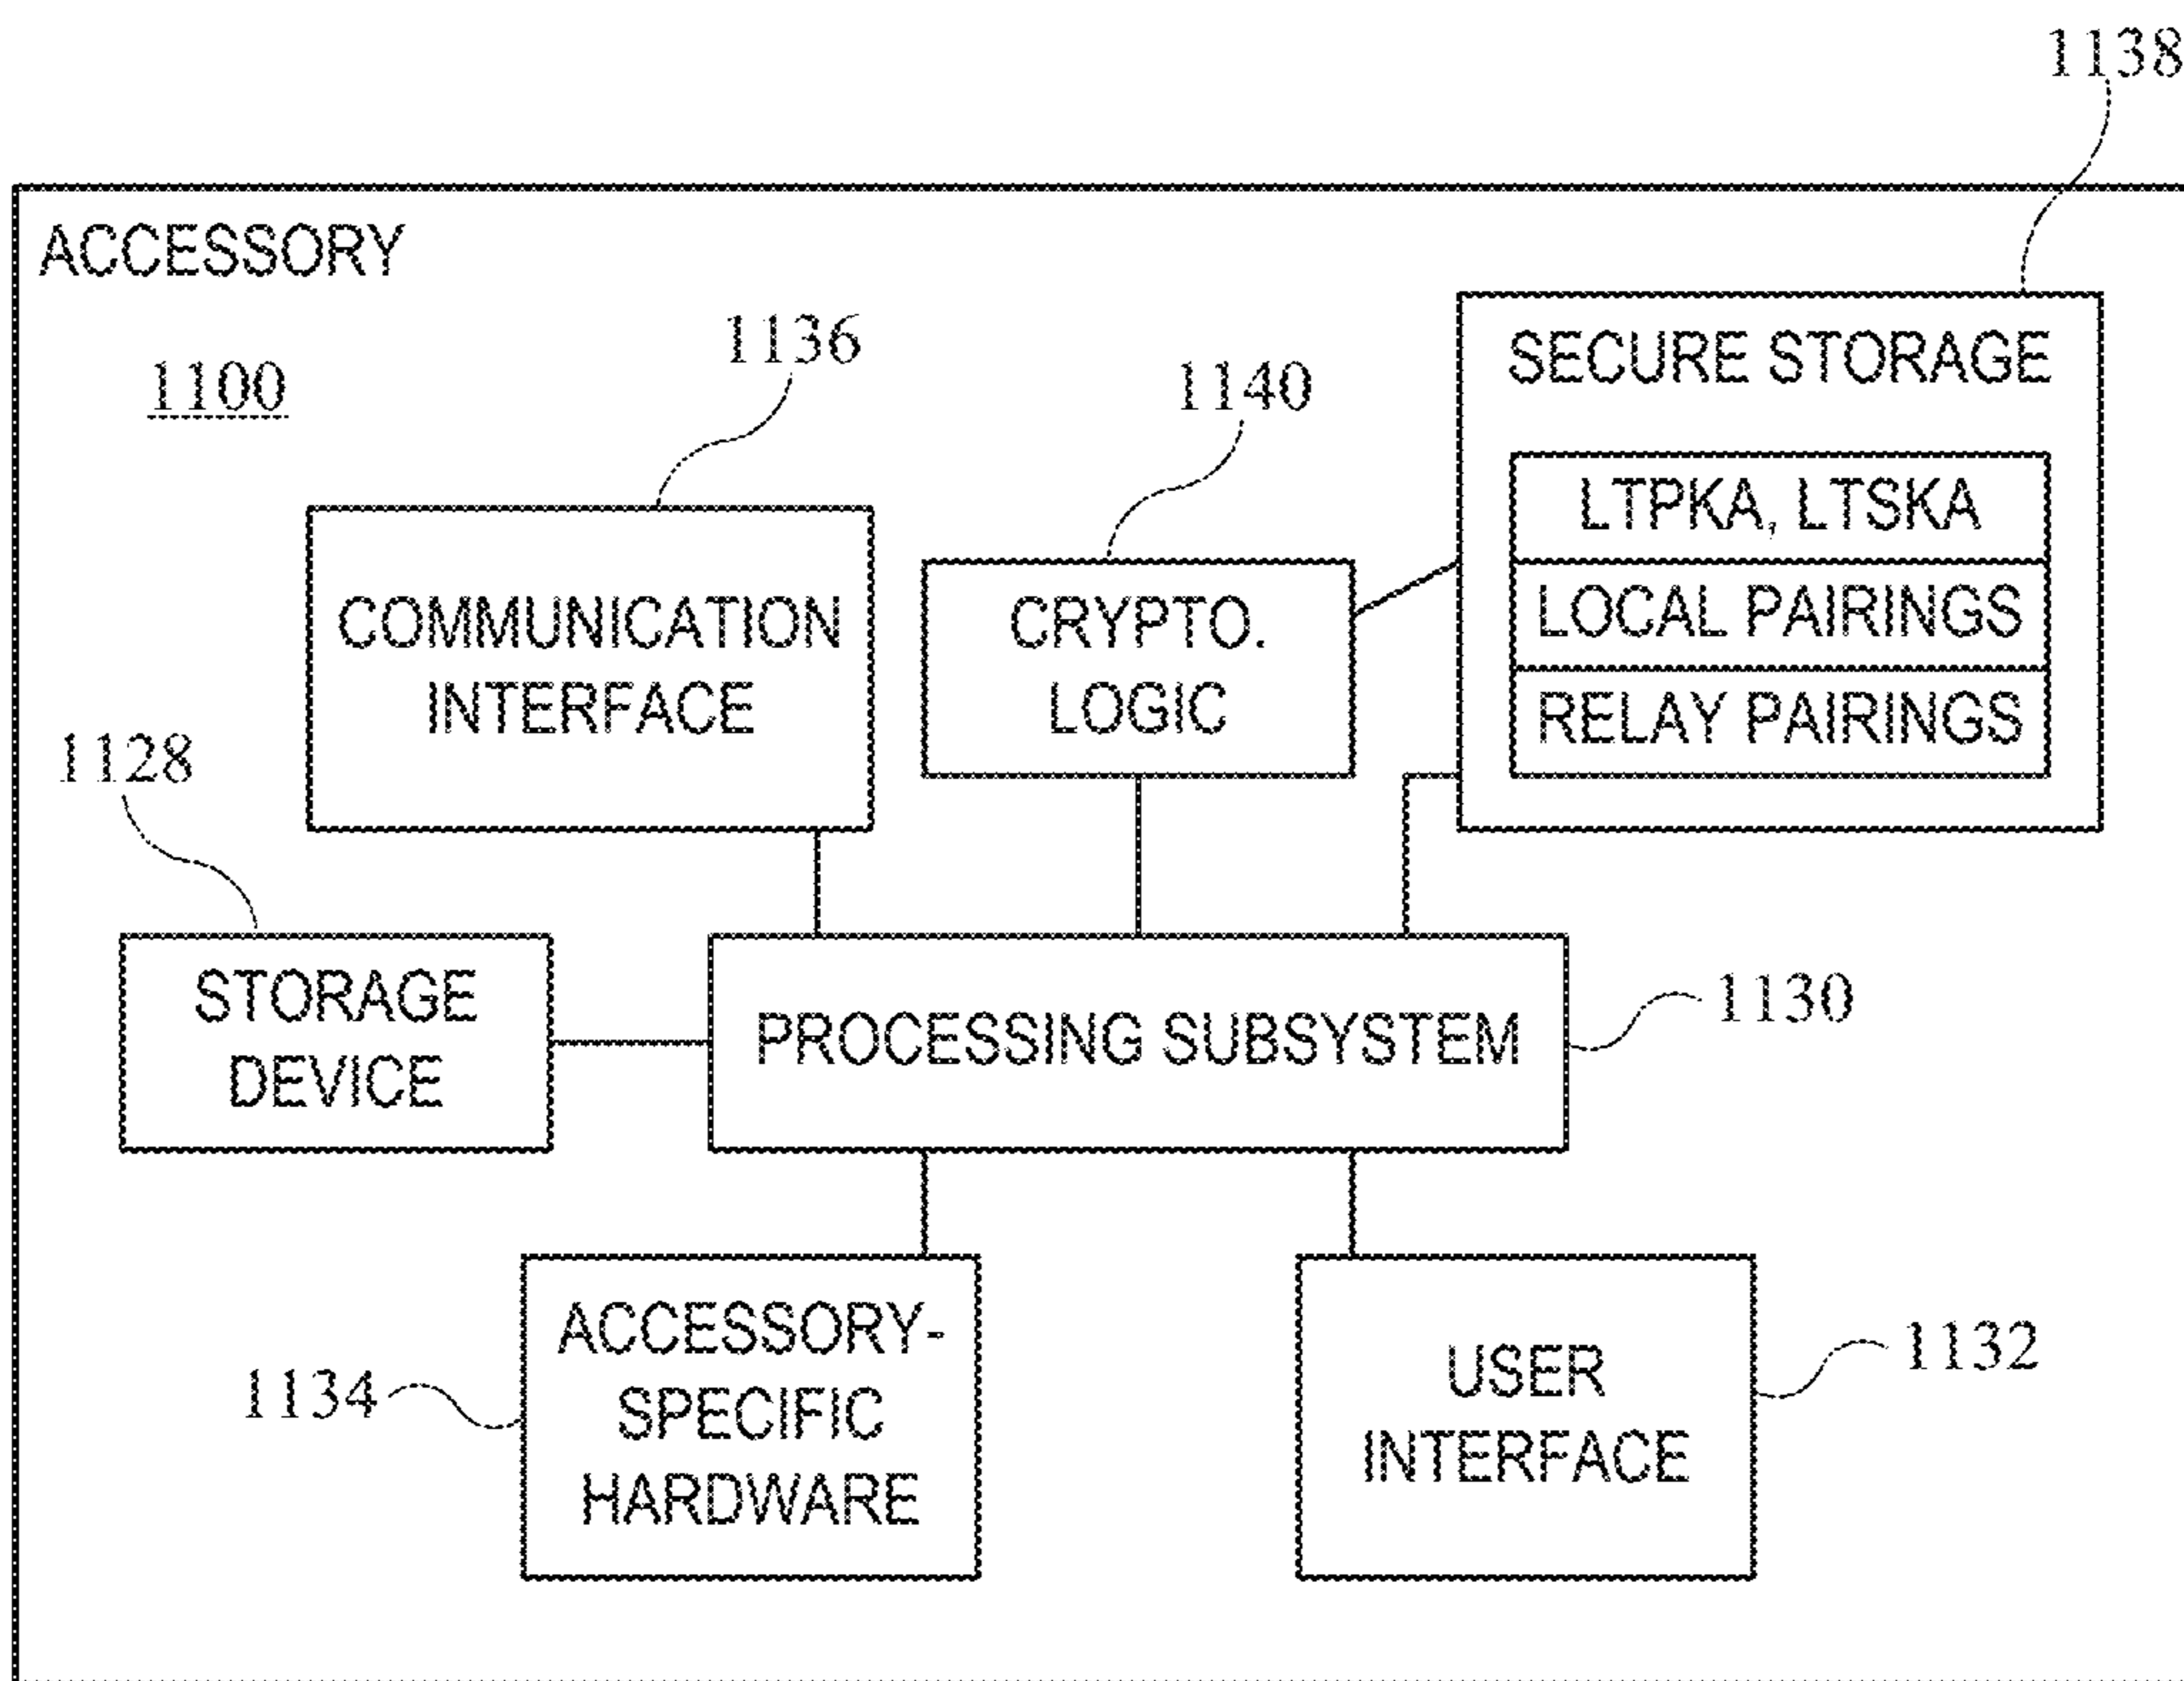 1138
ACCESSORY
1100
1136
1140
SECURE STORAGE
LTPKA, LTSKA
LOCAL PAIRINGS
RELAY PAIRINGS
COMMUNICATION
INTERFACE
CRYPTO.
LOGIC
1128
STORAGE
DEVICE
PROCESSING SUBSYSTEM
1130
1134
ACCESSORY-
SPECIFIC
HARDWARE
USER
INTERFACE
1132